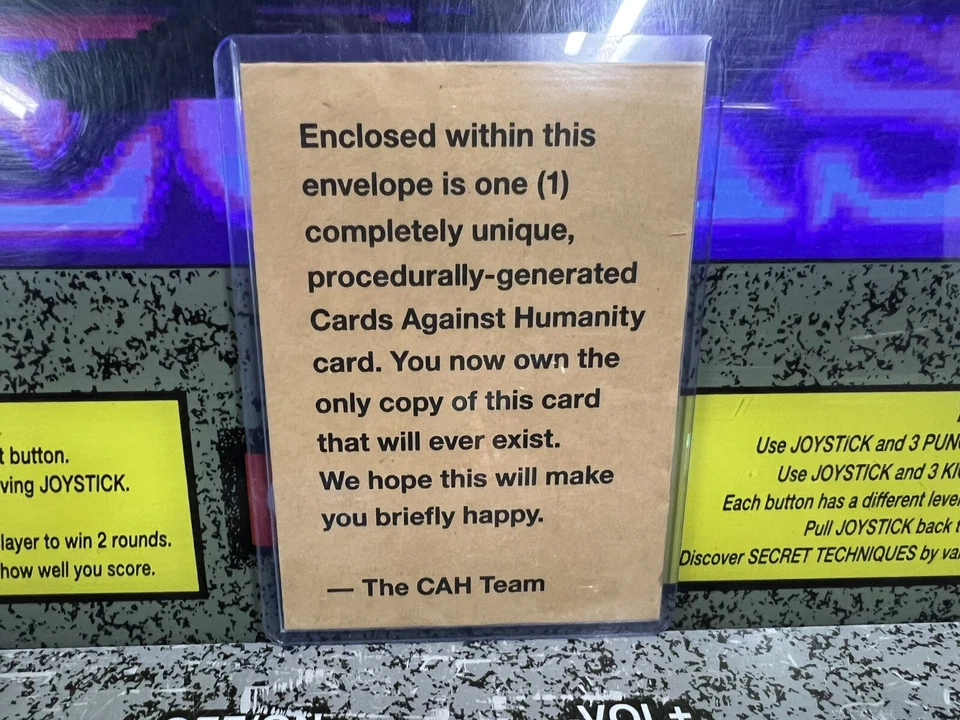 Enclosed within this
envelope is one (1)
completely unique,
procedurally-generated
Cards Against Humanity
card. You now own the
only copy of this card
that will ever exist.
We hope this will make
you briefly happy.
— The CAH Team
button.
JOYSTICK.
to win 2 rounds.
how well you score.
Use JOYSTiCK and 3
Use JOYSTICK and 3
Each button has a different
Pull JOYSTICK back
Discover SECRET TECHNIQUES by
VOL+